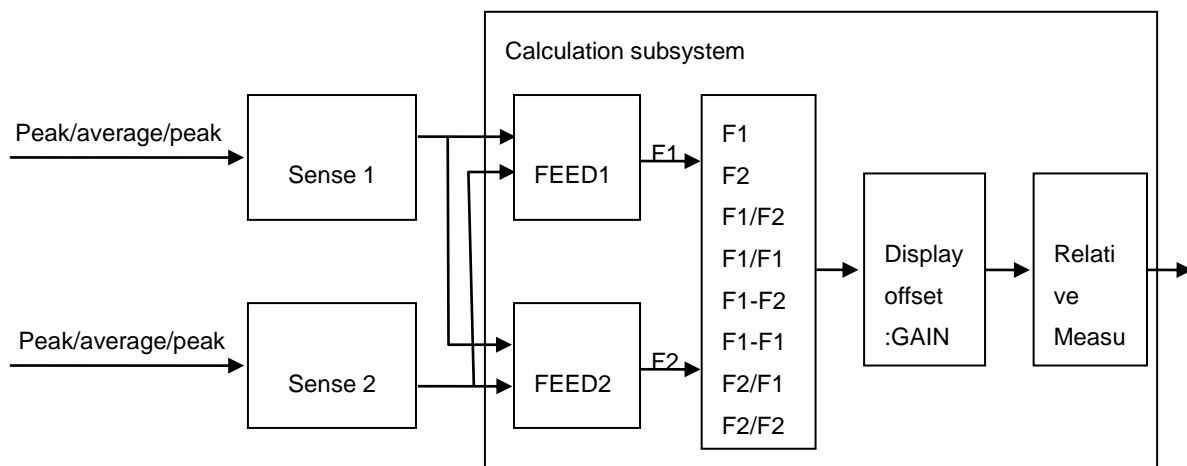 Calculation subsystem
Peak/average/peak
Sense 1
FEED1
F1
Peak/average/peak
Sense 2
FEED2
F2
F1
F2
F1/F2
F1/F1
F1-F2
F1-F1
F2/F1
F2/F2
Display
offset
:GAIN
Relati
ve
Measu